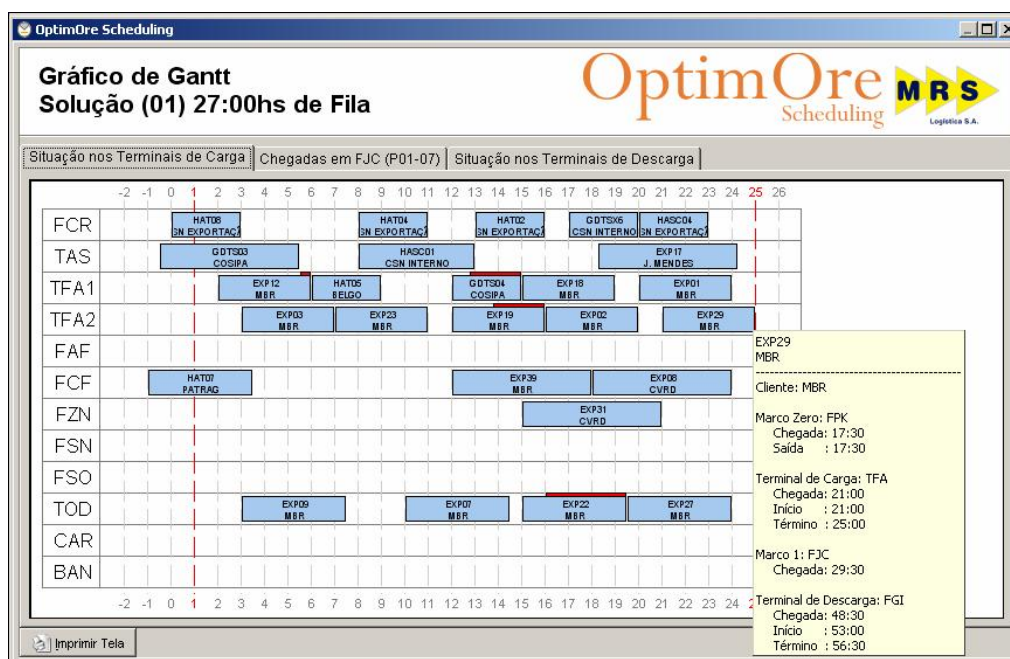 OptimOre Scheduling
Gráfico de Gantt
Solução (01) 27:00hs de Fila
OptimOre
Scheduling
MRS
Logística S.A.
Situação nos Terminais de Carga
Chegadas em FJC (P01-07)
Situação nos Terminais de Descarga
-2 -1 0 1 2 3 4 5 6 7 8 9 10 11 12 13 14 15 16 17 18 19 20 21 22 23 24 25 26
FCR
HAT08
SN EXPORTAÇ
HAT04
SN EXPORTAÇ
HAT02
SN EXPORTAÇ
GDTSX6
CSN INTERNO
HASC04
SN EXPORTAÇ
TAS
GDTS03
COSIPA
HASC01
CSN INTERNO
EXP17
J. MENDES
TFA1
EXP12
MBR
HAT05
BELGO
GDTS04
COSIPA
EXP18
MBR
EXP01
MBR
TFA2
EXP03
MBR
EXP23
MBR
EXP19
MBR
EXP02
MBR
EXP29
MBR
FAF
FCF
HAT07
PATRAG
EXP39
MBR
EXP08
CVRD
FZN
EXP31
CVRD
FSN
FSO
TOD
EXP09
MBR
EXP07
MBR
EXP22
MBR
EXP27
MBR
CAR
BAN
-2 -1 0 1 2 3 4 5 6 7 8 9 10 11 12 13 14 15 16 17 18 19 20 21 22 23 24
EXP29
MBR
Cliente: MBR
Marco Zero: FPK
Chegada: 17:30
Saída : 17:30
Terminal de Carga: TFA
Chegada: 21:00
Início : 21:00
Término : 25:00
Marco 1: FJC
Chegada: 29:30
Terminal de Descarga: FGI
Chegada: 48:30
Início : 53:00
Término : 56:30
Imprimir Tela